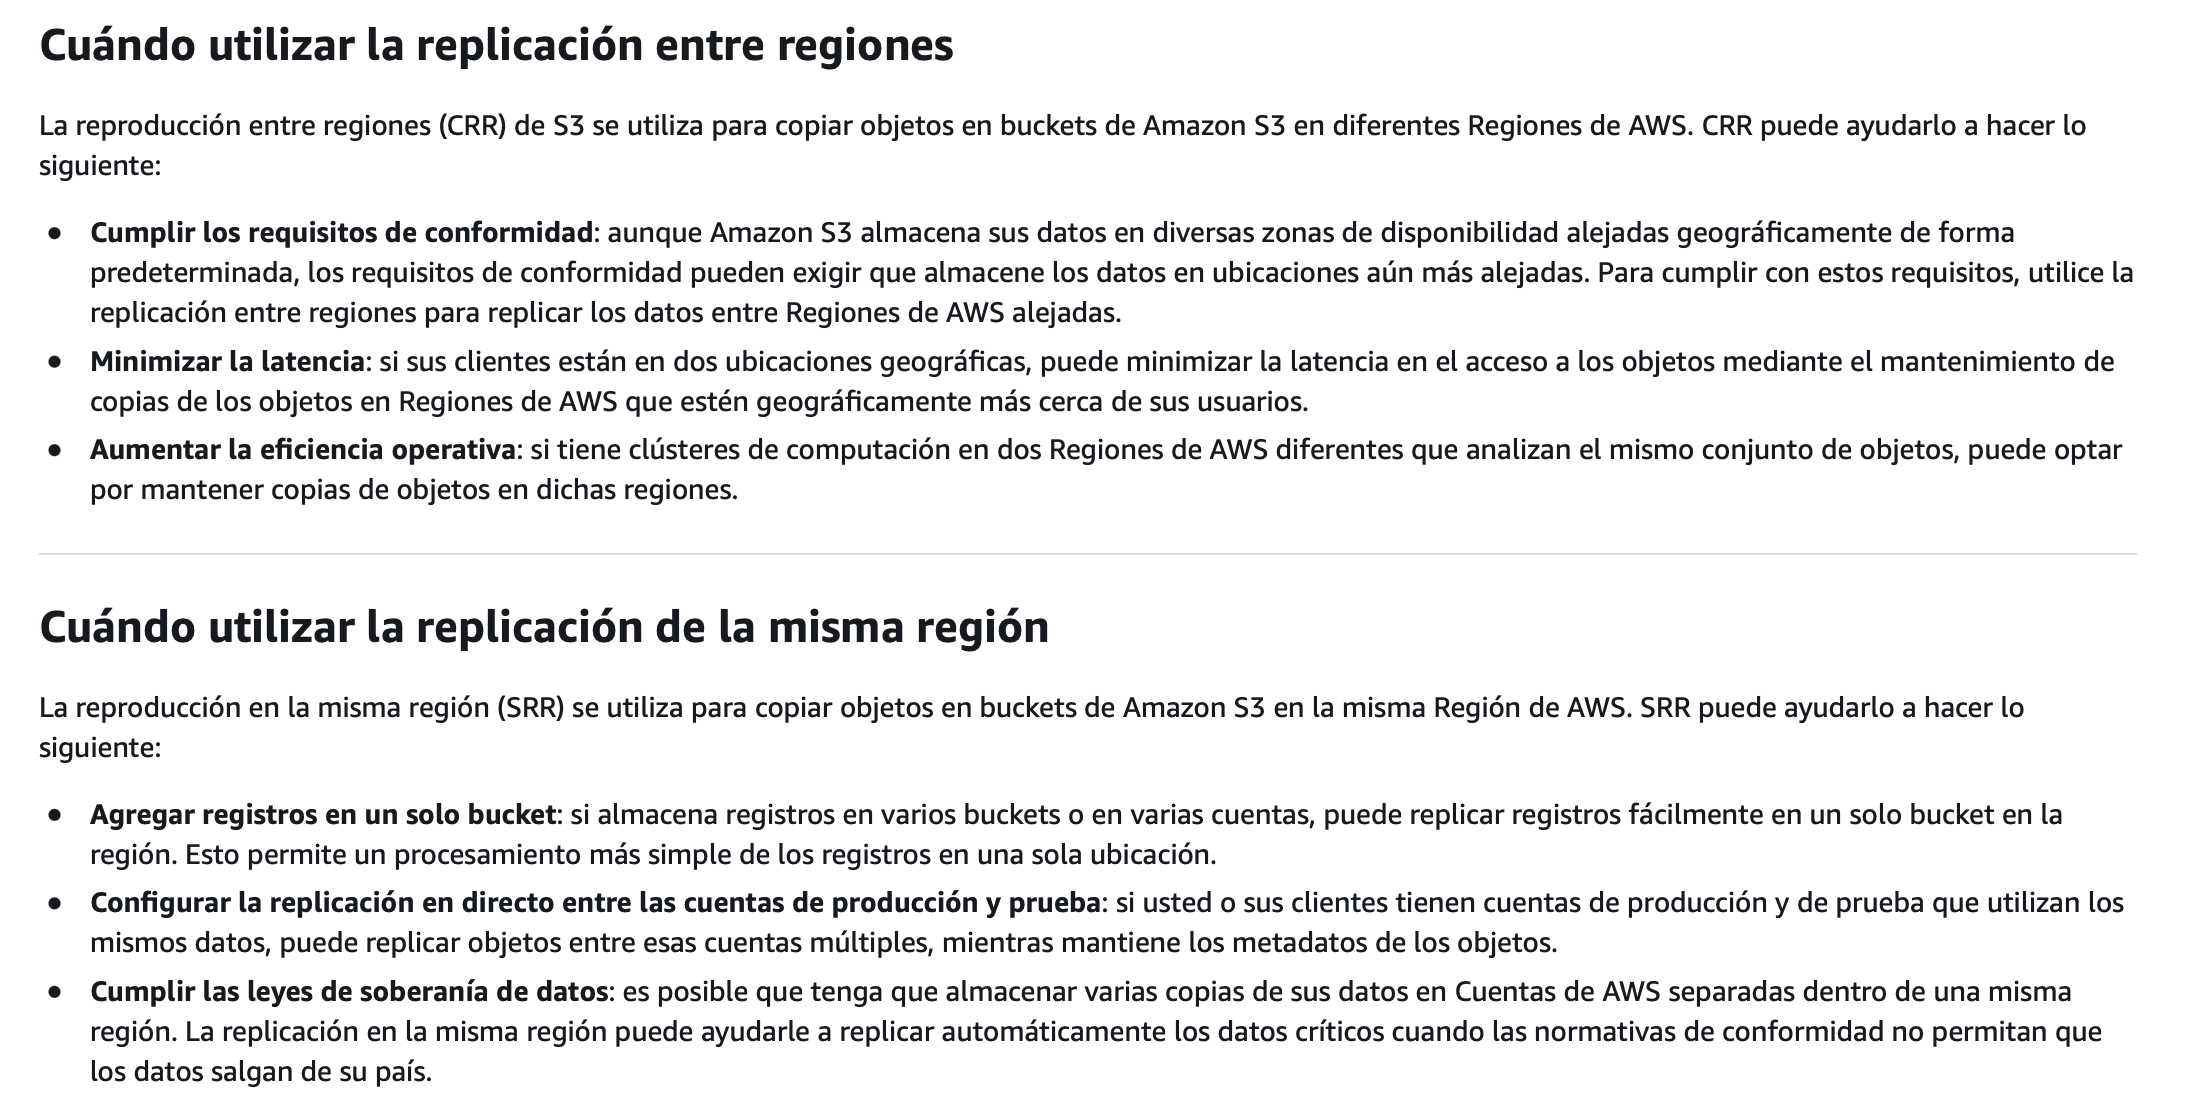 Cuándo utilizar la replicación entre regiones
La reproducción entre regiones (CRR) de S3 se utiliza para copiar objetos en buckets de Amazon S3 en diferentes Regiones de AWS. CRR puede ayudarlo a hacer lo
siguiente:
• Cumplir los requisitos de conformidad: aunque Amazon S3 almacena sus datos en diversas zonas de disponibilidad alejadas geográficamente de forma
predeterminada, los requisitos de conformidad pueden exigir que almacene los datos en ubicaciones aún más alejadas. Para cumplir con estos requisitos, utilice la
replicación entre regiones para replicar los datos entre Regiones de AWS alejadas.
• Minimizar la latencia: si sus clientes están en dos ubicaciones geográficas, puede minimizar la latencia en el acceso a los objetos mediante el mantenimiento de
copias de los objetos en Regiones de AWS que estén geográficamente más cerca de sus usuarios.
• Aumentar la eficiencia operativa: si tiene clústeres de computación en dos Regiones de AWS diferentes que analizan el mismo conjunto de objetos, puede optar
por mantener copias de objetos en dichas regiones.
Cuándo utilizar la replicación de la misma región
La reproducción en la misma región (SRR) se utiliza para copiar objetos en buckets de Amazon S3 en la misma Región de AWS. SRR puede ayudarlo a hacer lo
siguiente:
• Agregar registros en un solo bucket: si almacena registros en varios buckets o en varias cuentas, puede replicar registros fácilmente en un solo bucket en la
región. Esto permite un procesamiento más simple de los registros en una sola ubicación.
• Configurar la replicación en directo entre las cuentas de producción y prueba: si usted o sus clientes tienen cuentas de producción y de prueba que utilizan los
mismos datos, puede replicar objetos entre esas cuentas múltiples, mientras mantiene los metadatos de los objetos.
• Cumplir las leyes de soberanía de datos: es posible que tenga que almacenar varias copias de sus datos en Cuentas de AWS separadas dentro de una misma
región. La replicación en la misma región puede ayudarle a replicar automáticamente los datos críticos cuando las normativas de conformidad no permitan que
los datos salgan de su país.